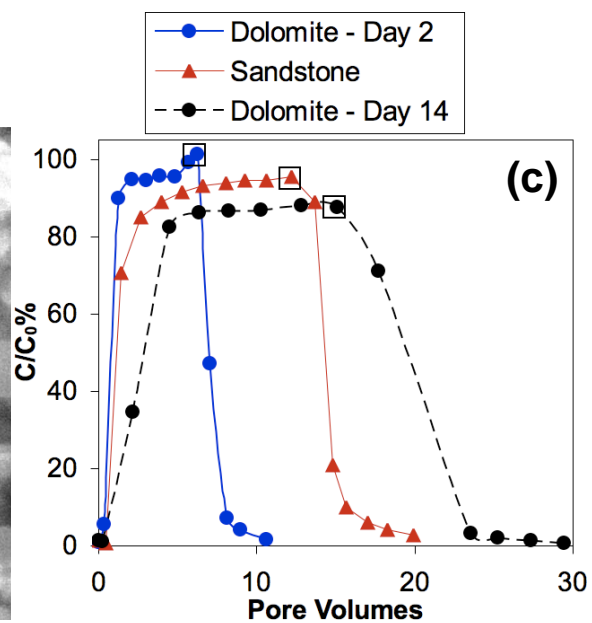 Dolomite - Day 2
Sandstone
Dolomite - Day 14
(c)
100
80
60
40
20
0
C/C₀%
0 10 20 30
Pore Volumes